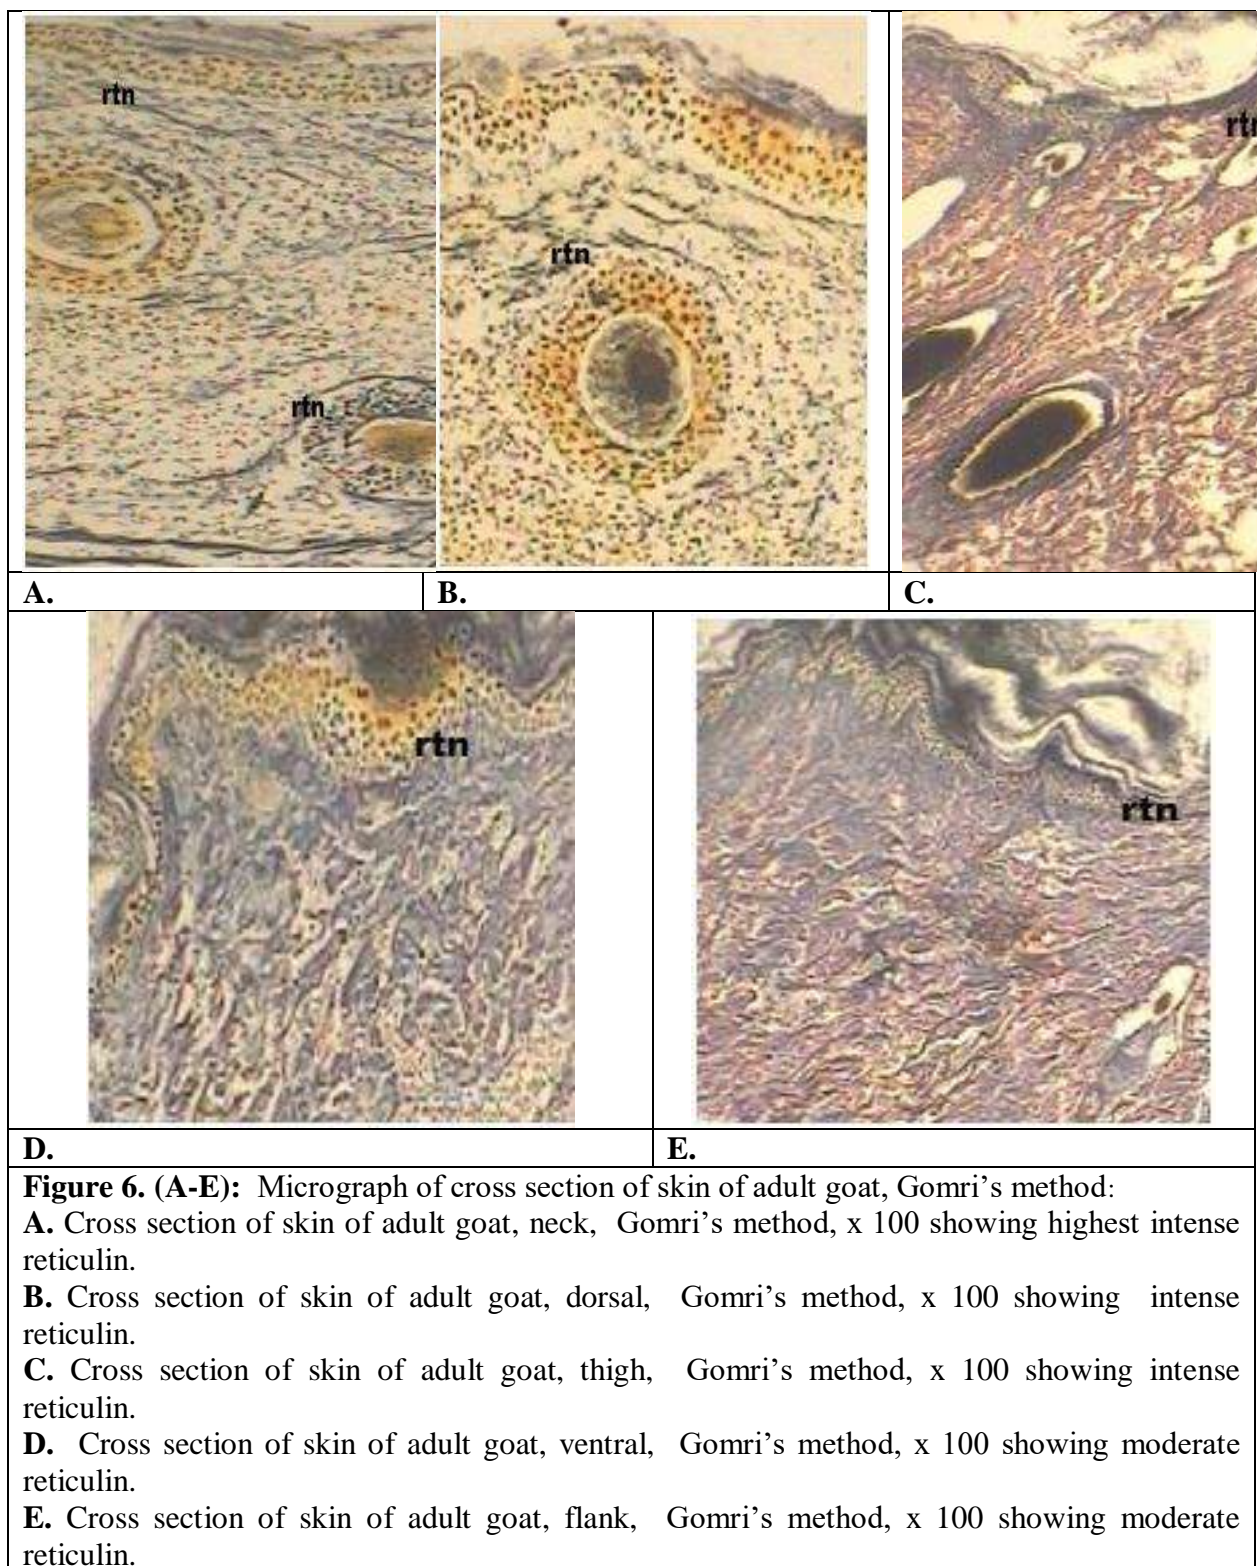 rtn
rtn
rtn
rtn
A.
B.
C.
rtn
rtn
D.
E.
Figure 6. (A-E): Micrograph of cross section of skin of adult goat, Gomri’s method:
A. Cross section of skin of adult goat, neck, Gomri’s method, x 100 showing highest intense
reticulin.
B. Cross section of skin of adult goat, dorsal, Gomri’s method, x 100 showing intense
reticulin.
C. Cross section of skin of adult goat, thigh, Gomri’s method, x 100 showing intense
reticulin.
D. Cross section of skin of adult goat, ventral, Gomri’s method, x 100 showing moderate
reticulin.
E. Cross section of skin of adult goat, flank, Gomri’s method, x 100 showing moderate
reticulin.